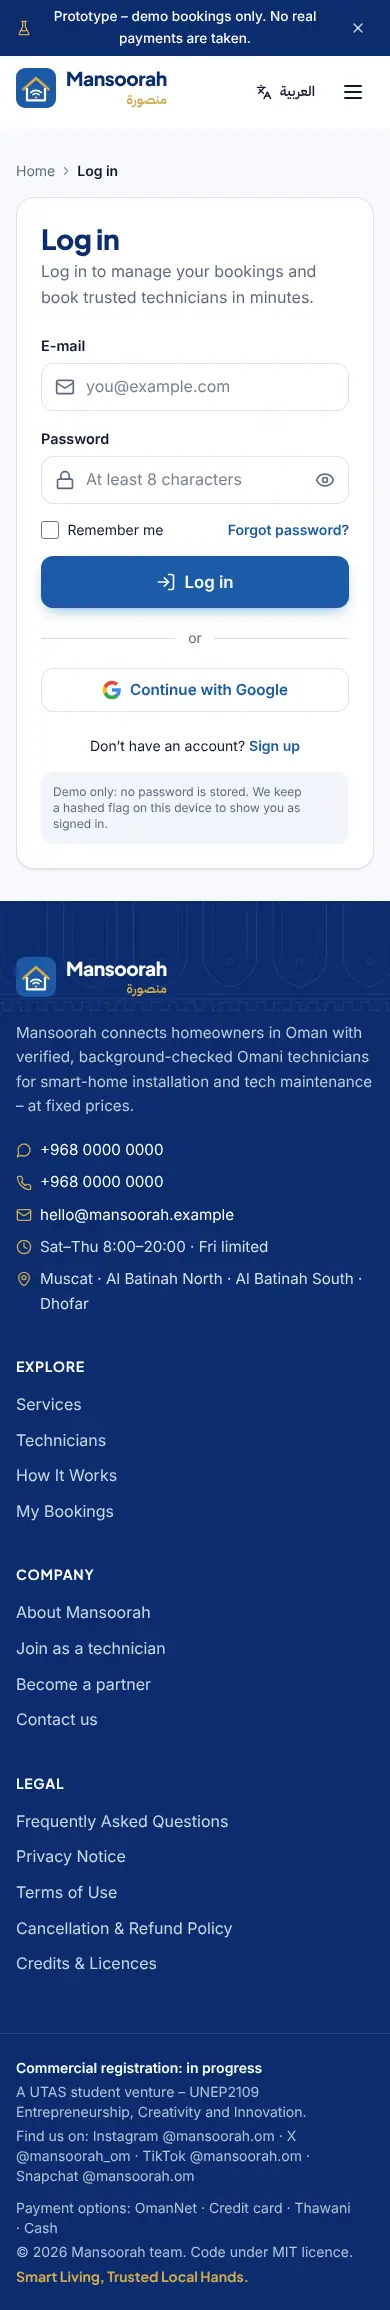 Prototype – demo bookings only. No real
payments are taken.
Mansoorah
منصورة
العربية
Home
Log in
Log in
Log in to manage your bookings and
book trusted technicians in minutes.
E-mail
you@example.com
Password
At least 8 characters
Remember me
Forgot password?
Log in
or
Continue with Google
Don't have an account? Sign up
Demo only: no password is stored. We keep
a hashed flag on this device to show you as
signed in.
Mansoorah
منصورة
Mansoorah connects homeowners in Oman with
verified, background-checked Omani technicians
for smart-home installation and tech maintenance
– at fixed prices.
+968 0000 0000
+968 0000 0000
hello@mansoorah.example
Sat–Thu 8:00–20:00 · Fri limited
Muscat · Al Batinah North · Al Batinah South ·
Dhofar
EXPLORE
Services
Technicians
How It Works
My Bookings
COMPANY
About Mansoorah
Join as a technician
Become a partner
Contact us
LEGAL
Frequently Asked Questions
Privacy Notice
Terms of Use
Cancellation & Refund Policy
Credits & Licences
Commercial registration: in progress
A UTAS student venture – UNEP2109
Entrepreneurship, Creativity and Innovation.
Find us on: Instagram @mansoorah.om · X
@mansoorah_om · TikTok @mansoorah.om ·
Snapchat @mansoorah.om
Payment options: OmanNet · Credit card · Thawani
· Cash
© 2026 Mansoorah team. Code under MIT licence.
Smart Living, Trusted Local Hands.